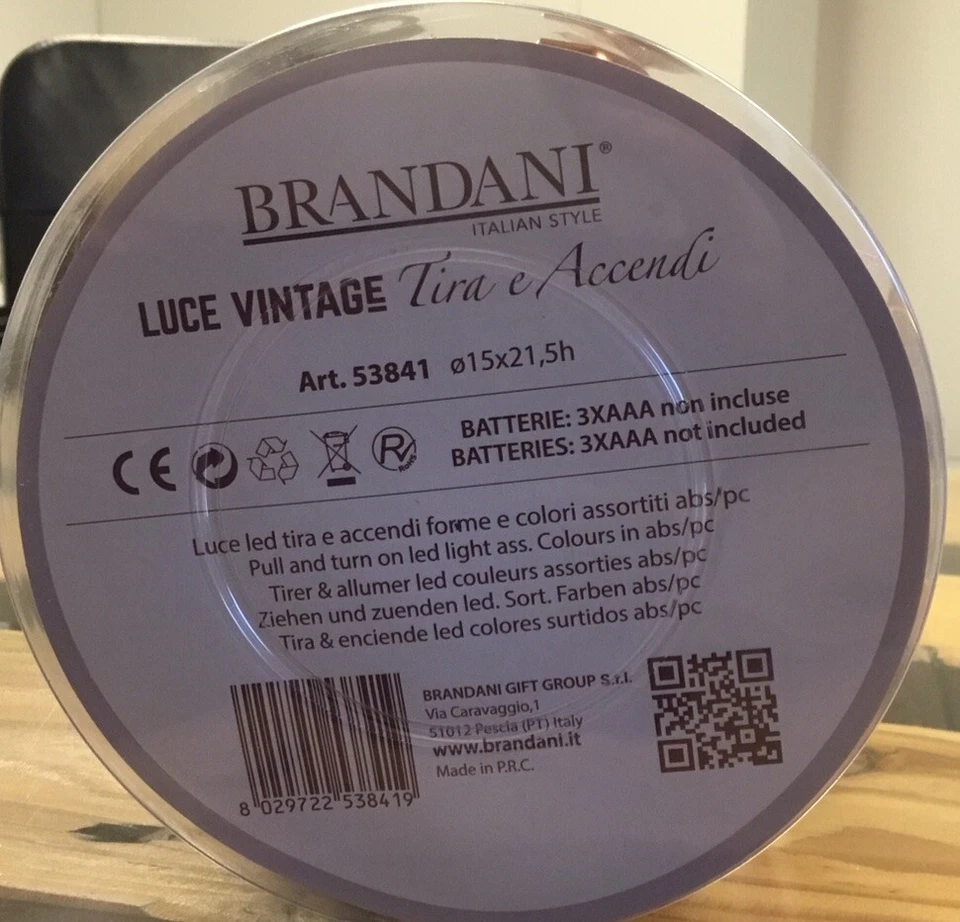 BRANDANI®
ITALIAN STYLE
LUCE VINTAGE Tira e Accendi
Art. 53841 ø15x21,5h
BATTERIE: 3XAAA non incluse
BATTERIES: 3XAAA not included
CE
R
ROHS
Luce led tira e accendi forme e colori assortiti abs/pc
Pull and turn on led light ass. Colours in abs/pc
Tirer & allumer led couleurs assorties abs/pc
Ziehen und zuenden led. Sort. Farben abs/pc
Tira & enciende led colores surtidos abs/pc
BRANDANI GIFT GROUP S.r.l.
Via Caravaggio,1
51012 Pescia (PT) Italy
www.brandani.it
Made in P.R.C.
8 029722 538419